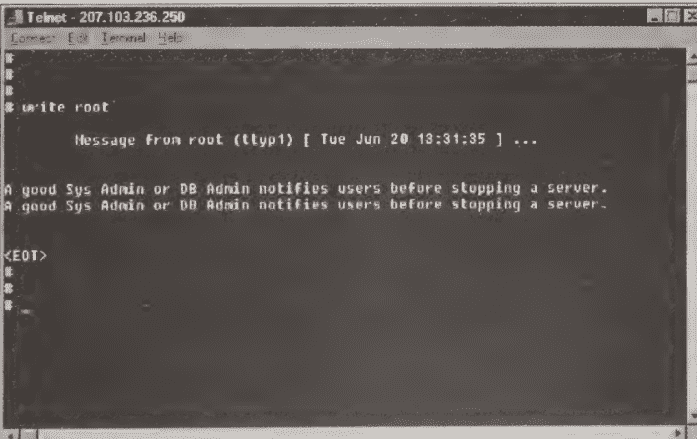 Telnet - 207.103.236.250
Connect Edit Terminal Help
#
#
#
# write root
Message from root (ttyp1) [ Tue Jun 20 13:31:35 ] ...
A good Sys Admin or DB Admin notifies users before stopping a server.
A good Sys Admin or DB Admin notifies users before stopping a server.
<EOT>
#
#
#